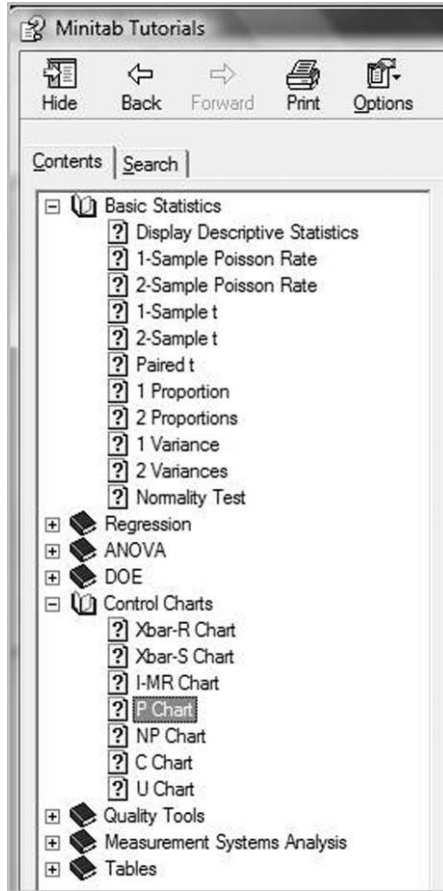 Minitab Tutorials
Hide Back Forward Print Options
Contents Search
Basic Statistics
Display Descriptive Statistics
1-Sample Poisson Rate
2-Sample Poisson Rate
1-Sample t
2-Sample t
Paired t
1 Proportion
2 Proportions
1 Variance
2 Variances
Normality Test
Regression
ANOVA
DOE
Control Charts
Xbar-R Chart
Xbar-S Chart
I-MR Chart
P Chart
NP Chart
C Chart
U Chart
Quality Tools
Measurement Systems Analysis
Tables